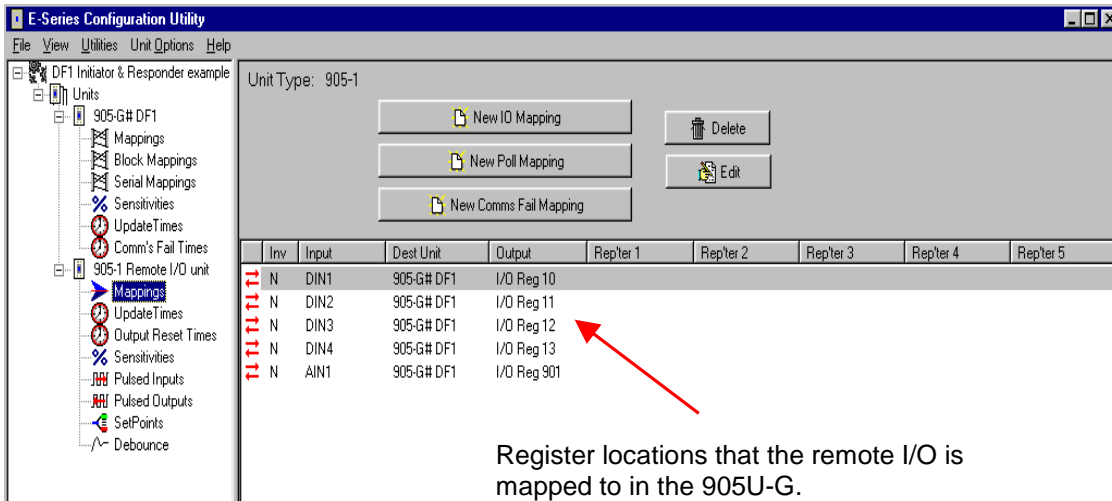 E-Series Configuration Utility
File View Utilities Unit Options Help
DF1 Initiator & Responder example
Units
905-G# DF1
Mappings
Block Mappings
Serial Mappings
Sensitivities
UpdateTimes
Comm's Fail Times
905-1 Remote I/O unit
Mappings
UpdateTimes
Output Reset Times
Sensitivities
Pulsed Inputs
Pulsed Outputs
SetPoints
Debounce
Unit Type: 905-1
New IO Mapping
New Poll Mapping
New Comms Fail Mapping
Delete
Edit
Inv Input Dest Unit Output Rep'ter 1 Rep'ter 2 Rep'ter 3 Rep'ter 4 Rep'ter 5
N DIN1 905-G# DF1 I/O Reg 10
N DIN2 905-G# DF1 I/O Reg 11
N DIN3 905-G# DF1 I/O Reg 12
N DIN4 905-G# DF1 I/O Reg 13
N AIN1 905-G# DF1 I/O Reg 901
Register locations that the remote I/O is
mapped to in the 905U-G.